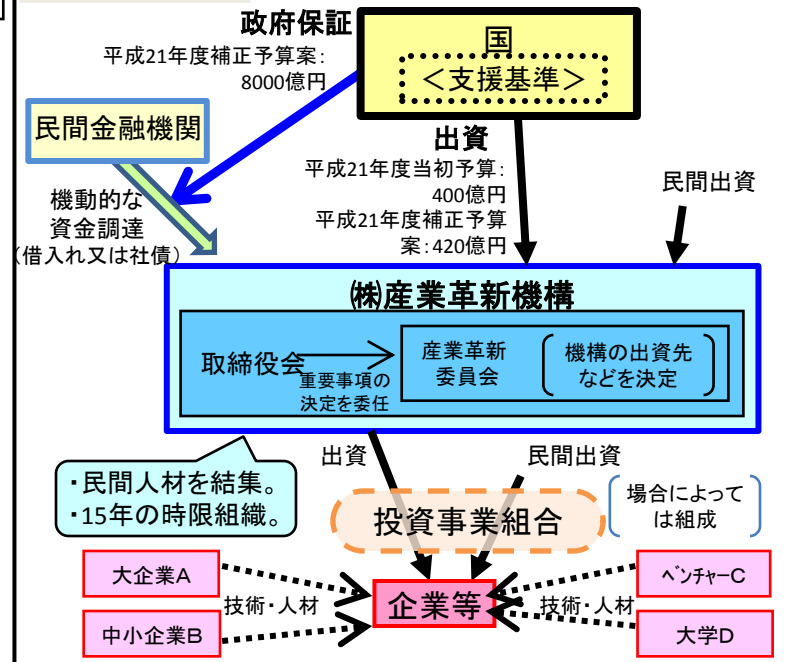 政府保証
平成21年度補正予算案：
8000億円
国
＜支援基準＞
民間金融機関
出資
平成21年度当初予算：
400億円
平成21年度補正予算
案：420億円
民間出資
機動的な
資金調達
（借入れ又は社債）
㈱産業革新機構
取締役会
重要事項の
決定を委任
産業革新
委員会
機構の出資先
などを決定
・民間人材を結集。
・15年の時限組織。
出資
民間出資
投資事業組合
場合によって
は組成
大企業A
中小企業B
技術・人材
企業等
技術・人材
ﾍﾞﾝﾁｬｰC
大学D